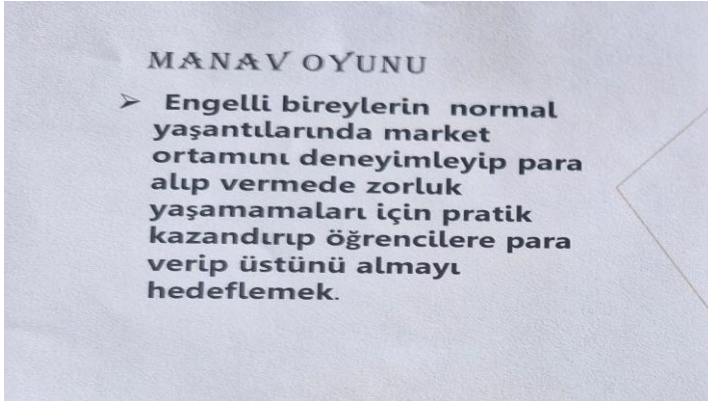 MANAV OYUNU
➢ Engelli bireylerin normal
yaşantılarında market
ortamını deneyimleyip para
alıp vermede zorluk
yaşamamaları için pratik
kazandırıp öğrencilere para
verip üstünü almayı
hedeflemek.